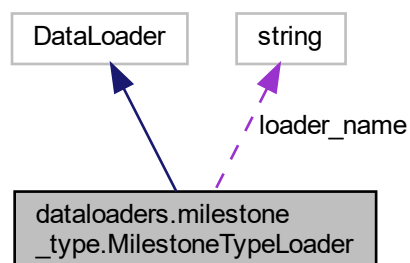 DataLoader
string
loader_name
dataloaders.milestone
_type.MilestoneTypeLoader